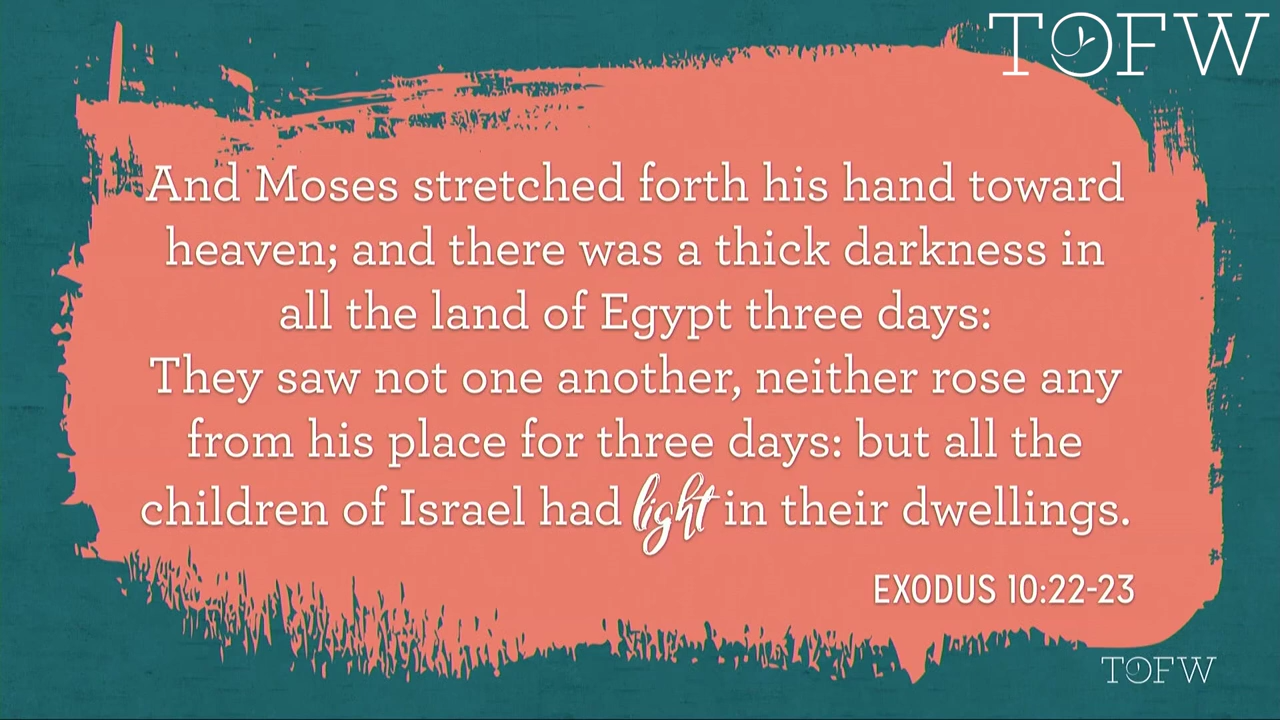 TOFW
And Moses stretched forth his hand toward
heaven; and there was a thick darkness in
all the land of Egypt three days:
They saw not one another, neither rose any
from his place for three days: but all the
children of Israel had light in their dwellings.
EXODUS 10:22-23
TOFW